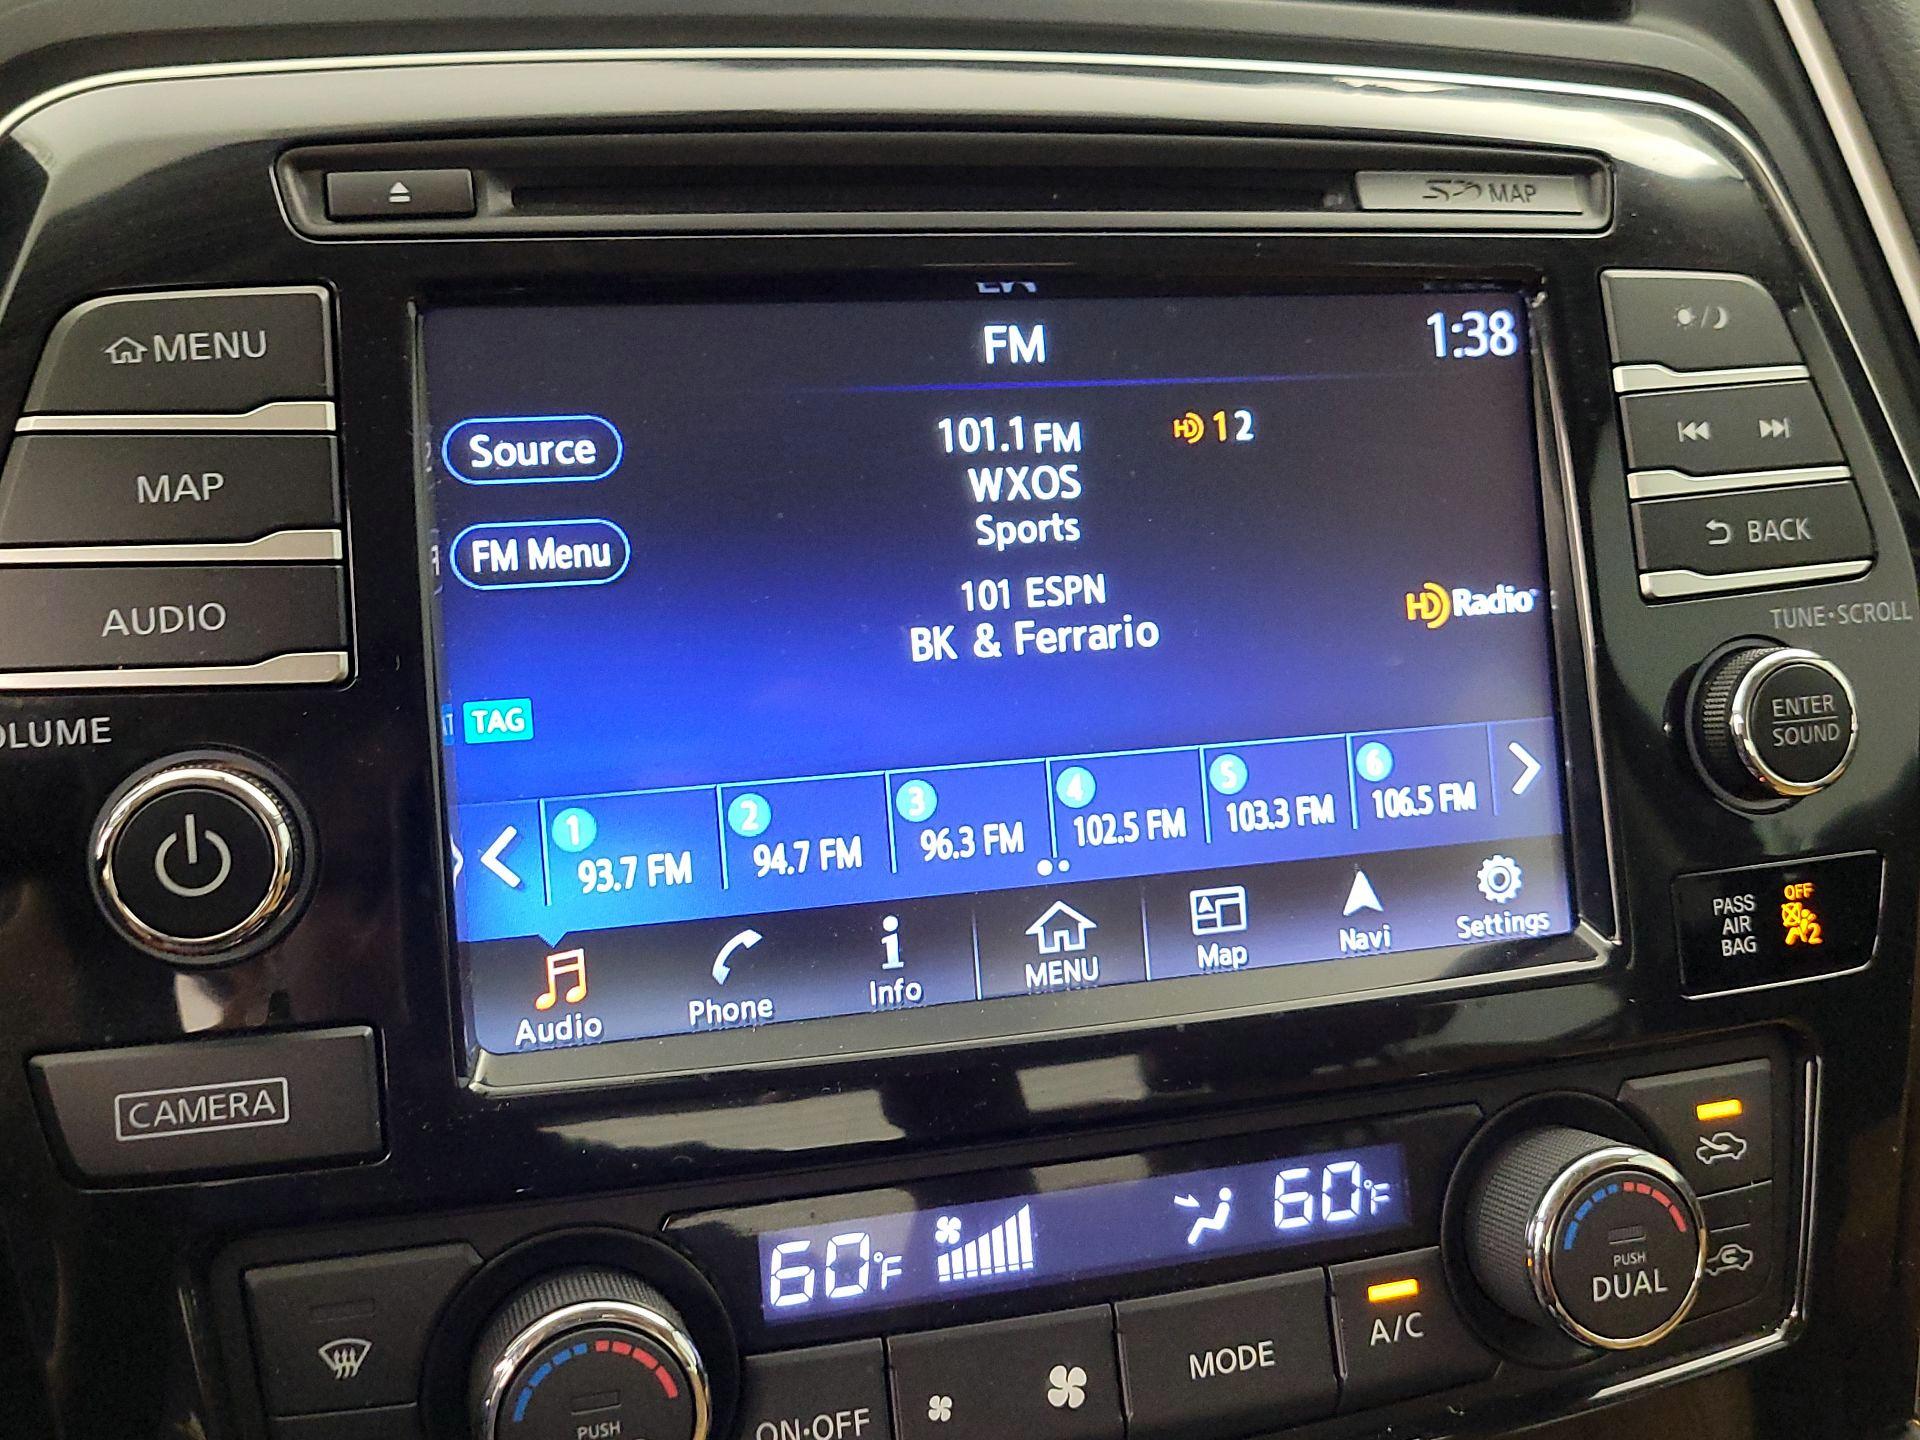 MAP
MENU
MAP
AUDIO
FM
1:38
Source
FM Menu
101.1 FM
HD 1 2
WXOS
Sports
101 ESPN
BK & Ferrario
HD Radio
TAG
1
93.7 FM
2
94.7 FM
3
96.3 FM
4
102.5 FM
5
103.3 FM
6
106.5 FM
Audio
Phone
Info
MENU
Map
Navi
Settings
BACK
TUNE•SCROLL
ENTER
SOUND
OLUME
CAMERA
PASS
AIR
BAG
OFF
2
60°F
60°F
PUSH
DUAL
A/C
MODE
ON•OFF
PUSH